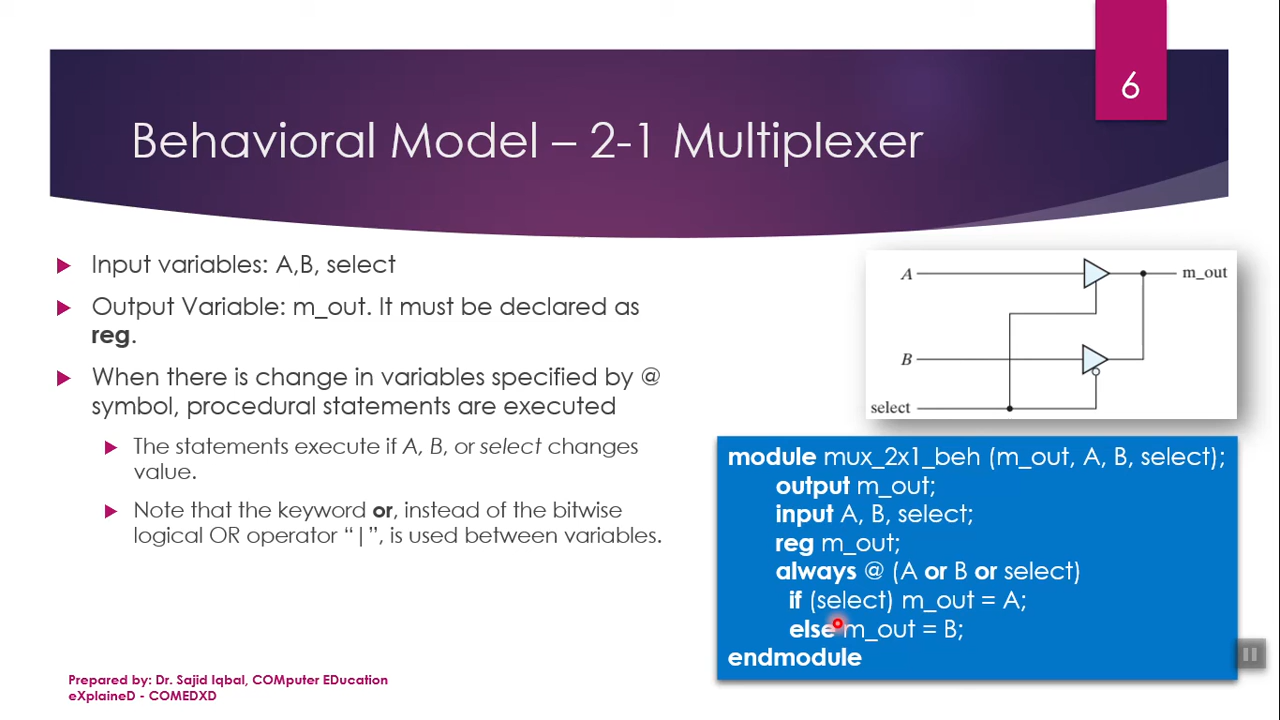 6
Behavioral Model – 2-1 Multiplexer
Input variables: A,B, select
Output Variable: m_out. It must be declared as
reg.
When there is change in variables specified by @
symbol, procedural statements are executed
The statements execute if A, B, or select changes
value.
Note that the keyword or, instead of the bitwise
logical OR operator “|”, is used between variables.
A
m_out
B
select
module mux_2x1_beh (m_out, A, B, select);
output m_out;
input A, B, select;
reg m_out;
always @ (A or B or select)
if (select) m_out = A;
else m_out = B;
endmodule
Prepared by: Dr. Sajid Iqbal, COMputer EDucation
eXplaineD - COMEDXD